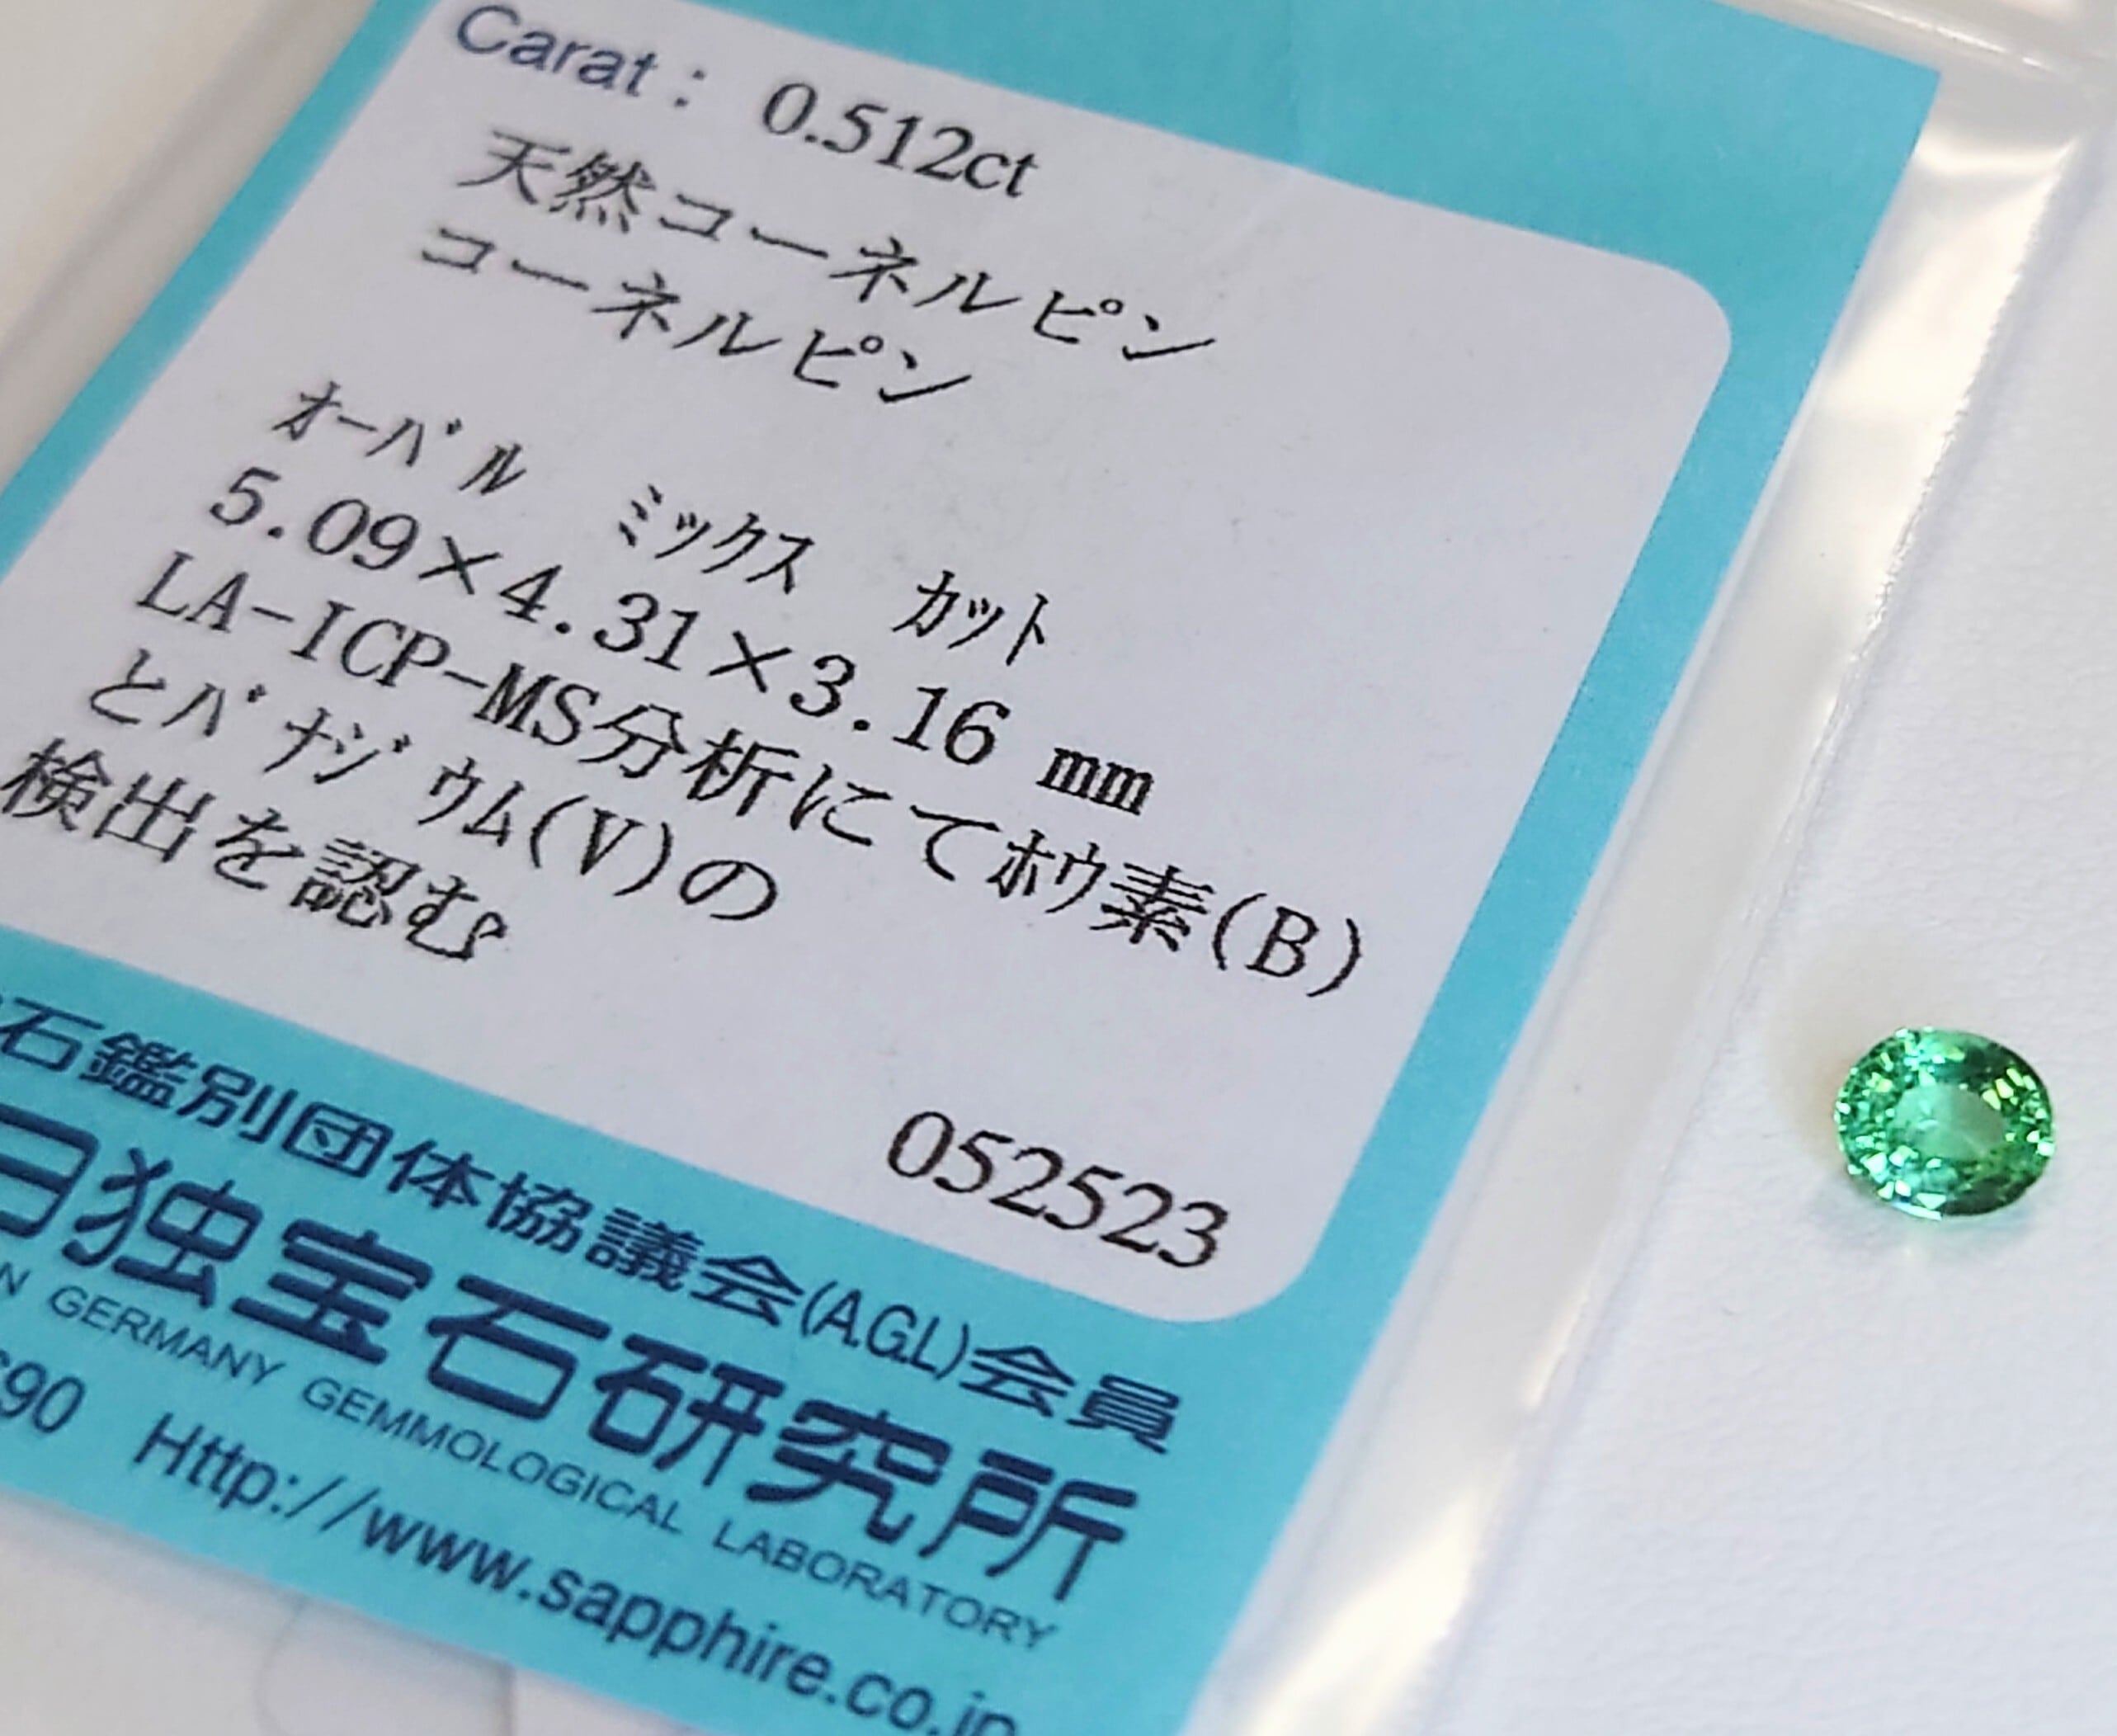 Carat : 0.512ct
天然コーネルピン
コーネルピン
ｵｰﾊﾞﾙ ﾐｯｸｽ ｶｯﾄ
5.09×4.31×3.16 mm
LA-ICP-MS分析にてﾎｳ素(B)
とﾊﾞﾅｼﾞｳﾑ(V)の
検出を認む
052523
石鑑別団体協議会(A.G.L)会員
日独宝石研究所
GERMANY GEMMOLOGICAL LABORATORY
90 Http://www.sapphire.co.jp